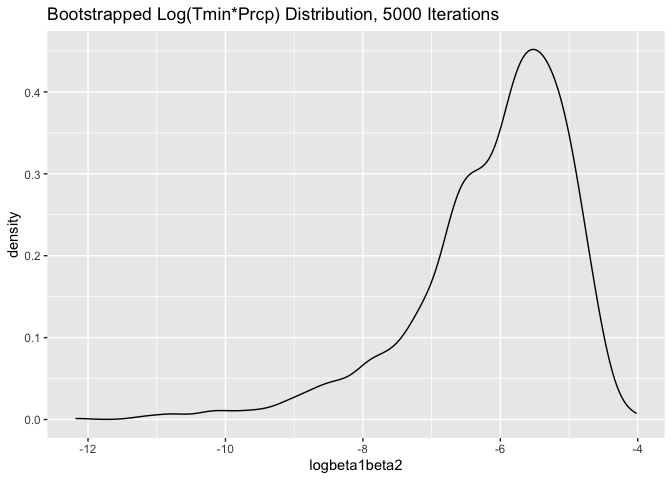 Bootstrapped Log(Tmin*Prcp) Distribution, 5000 Iterations
0.4
0.3
0.2
0.1
0.0
density
-12 -10 -8 -6 -4
logbeta1beta2